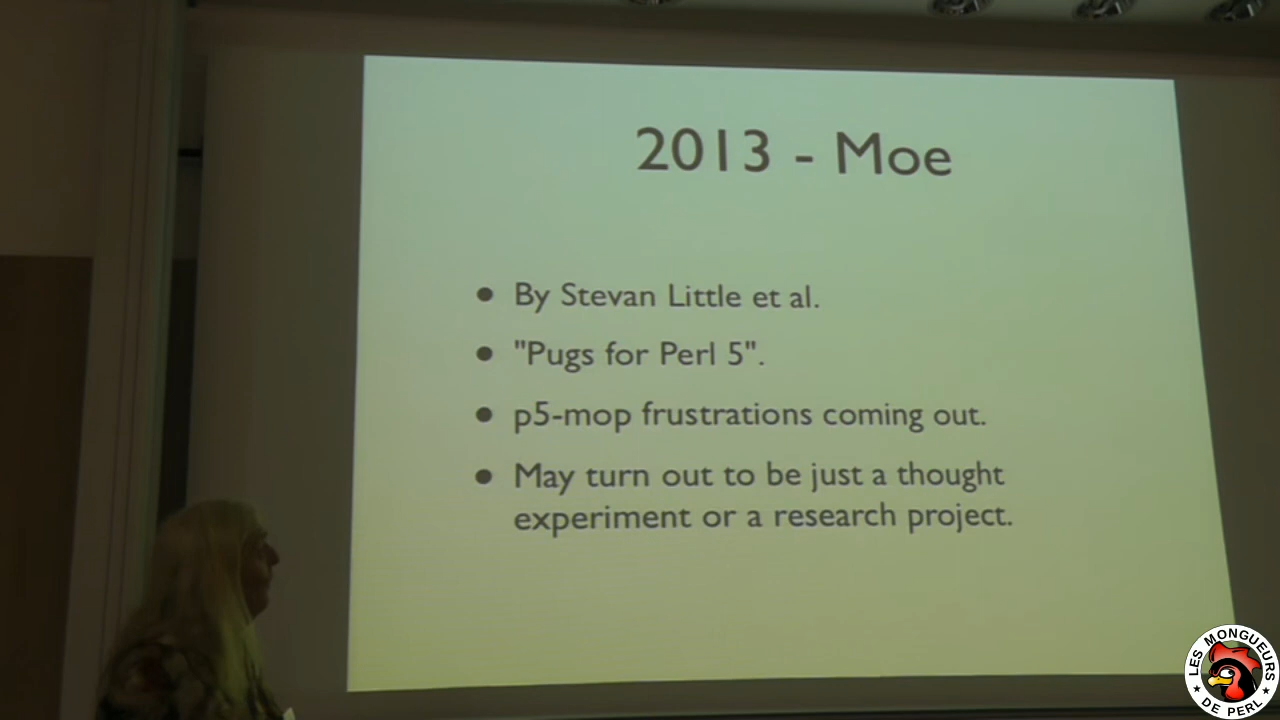 2013 - Moe
● By Stevan Little et al.
● "Pugs for Perl 5".
● p5-mop frustrations coming out.
● May turn out to be just a thought
experiment or a research project.
LES MONGUEURS
★ DE PERL ★